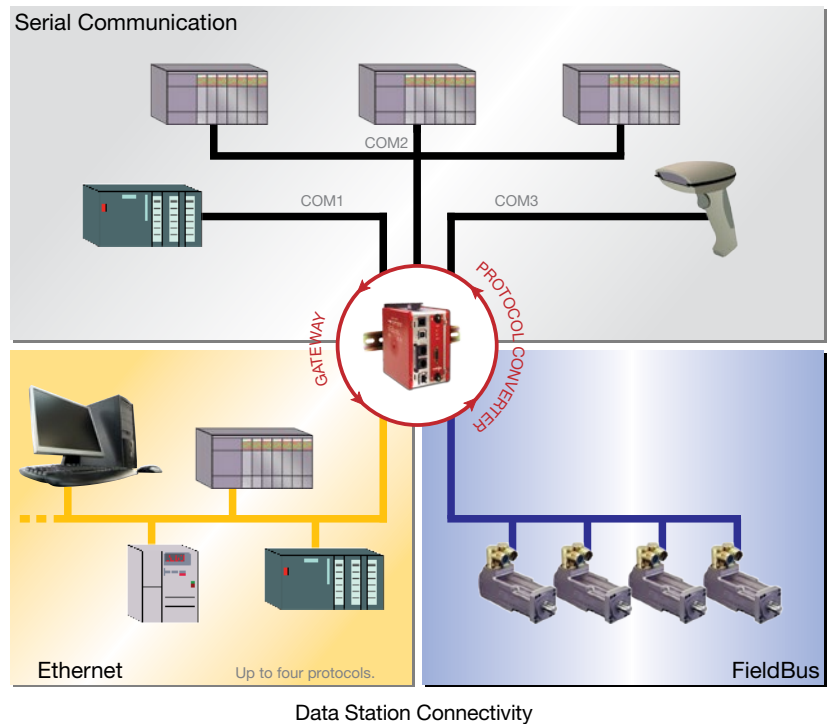 Serial Communication
COM2
COM1
COM3
GATEWAY
PROTOCOL CONVERTER
Ethernet
Up to four protocols.
FieldBus
Data Station Connectivity